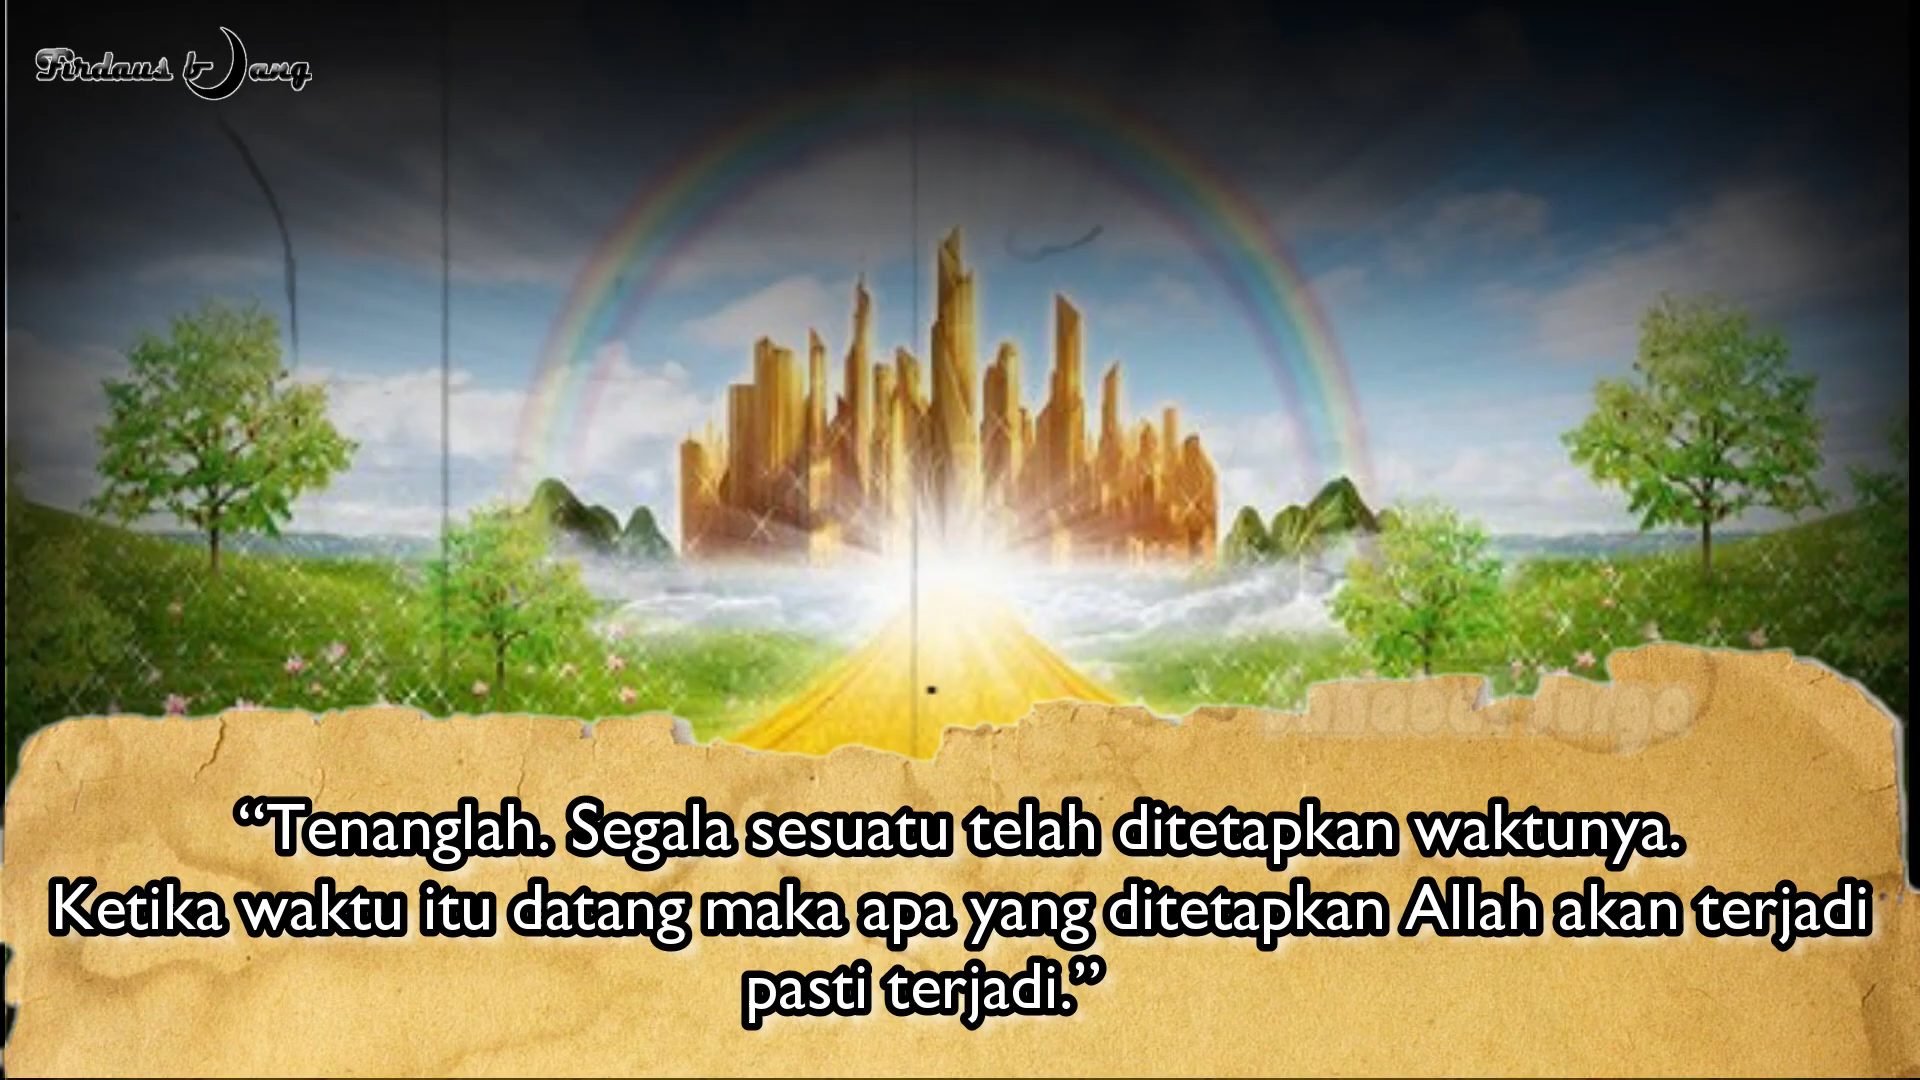 Firdaus bjang
“Tenanglah. Segala sesuatu telah ditetapkan waktunya.
Ketika waktu itu datang maka apa yang ditetapkan Allah akan terjadi
pasti terjadi.”